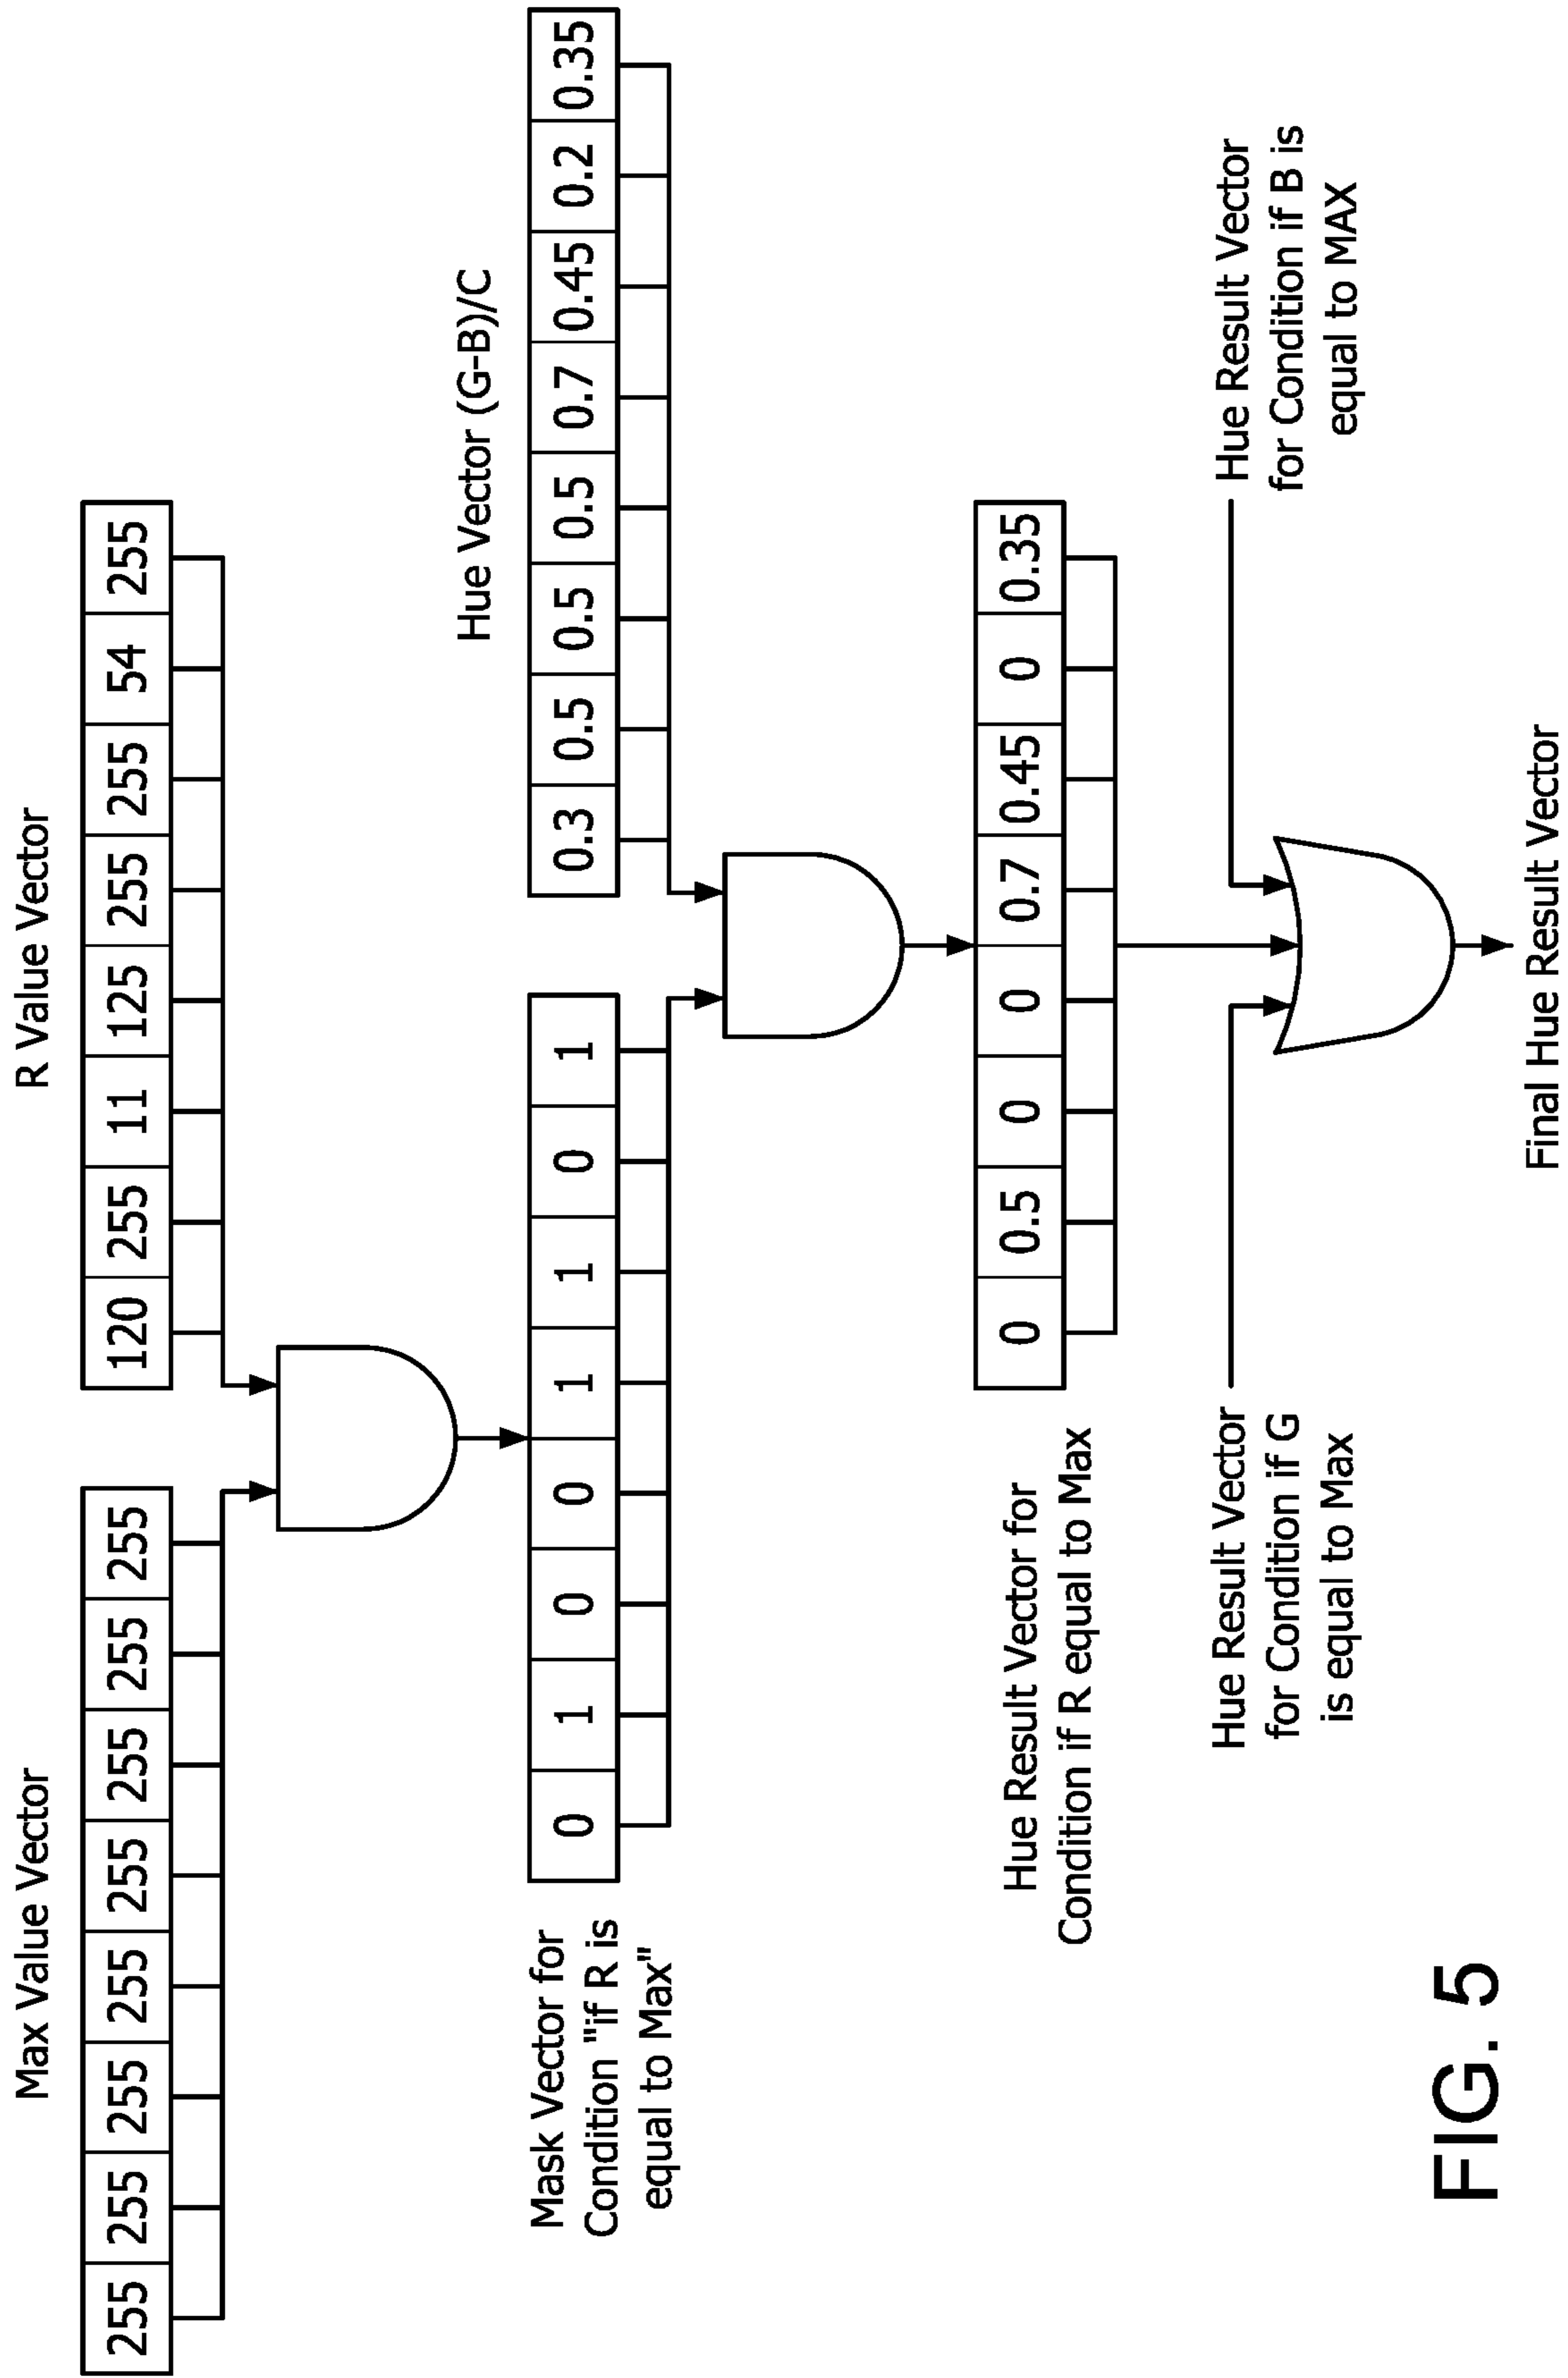 Max Value Vector
255 255 255 255 255 255 255 255
R Value Vector
120 255 11 125 255 255 54 255
Mask Vector for
Condition "if R is
equal to Max"
0 1 0 0 1 1 0 1
Hue Vector (G-B)/C
0.3 0.5 0.5 0.5 0.7 0.45 0.2 0.35
Hue Result Vector for
Condition if R equal to Max
0 0.5 0 0 0.7 0.45 0 0.35
Hue Result Vector
for Condition if G
is equal to Max
Hue Result Vector
for Condition if B is
equal to MAX
Final Hue Result Vector
FIG. 5